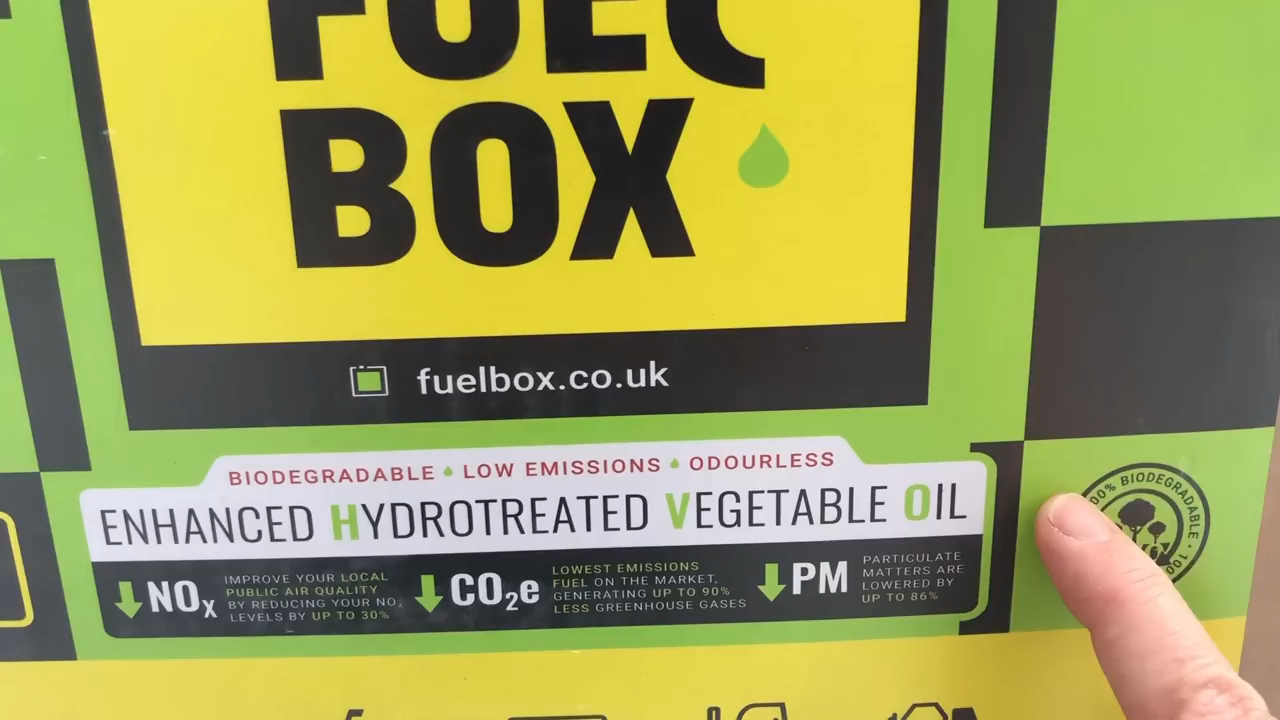 FUEL
BOX
fuelbox.co.uk
BIODEGRADABLE • LOW EMISSIONS • ODOURLESS
ENHANCED HYDROTREATED VEGETABLE OIL
NOx
IMPROVE YOUR LOCAL
PUBLIC AIR QUALITY
BY REDUCING YOUR NOx
LEVELS BY UP TO 30%
CO₂e
LOWEST EMISSIONS
FUEL ON THE MARKET,
GENERATING UP TO 90%
LESS GREENHOUSE GASES
PM
PARTICULATE
MATTERS ARE
LOWERED BY
UP TO 86%
100% BIODEGRADABLE • 100